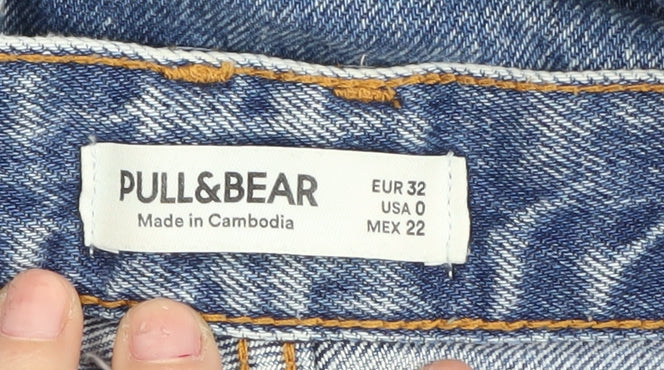 PULL&BEAR
Made in Cambodia
EUR 32
USA 0
MEX 22